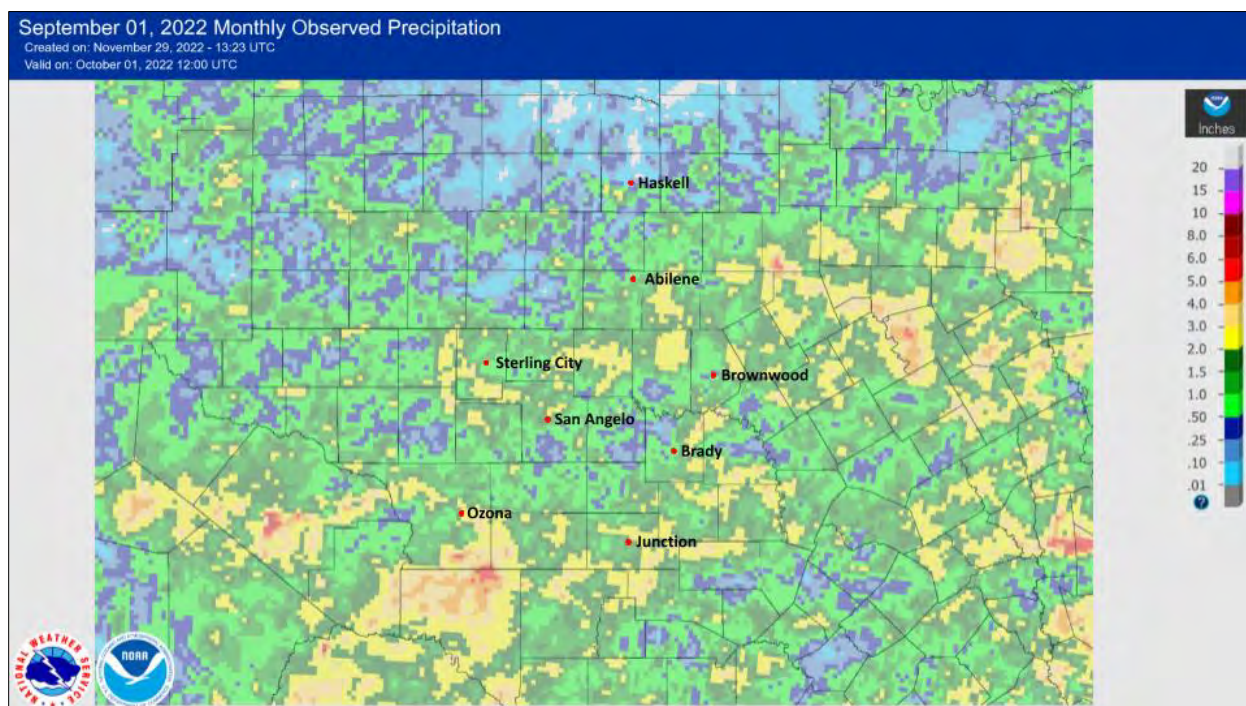 September 01, 2022 Monthly Observed Precipitation
Created on: November 29, 2022 - 13:23 UTC
Valid on: October 01, 2022 12:00 UTC
Inches
20
15
10
8.0
6.0
5.0
4.0
3.0
2.0
1.5
1.0
.50
.25
.10
.01
?
Haskell
Abilene
Sterling City
Brownwood
San Angelo
Brady
Ozona
Junction
NATIONAL WEATHER SERVICE
NOAA